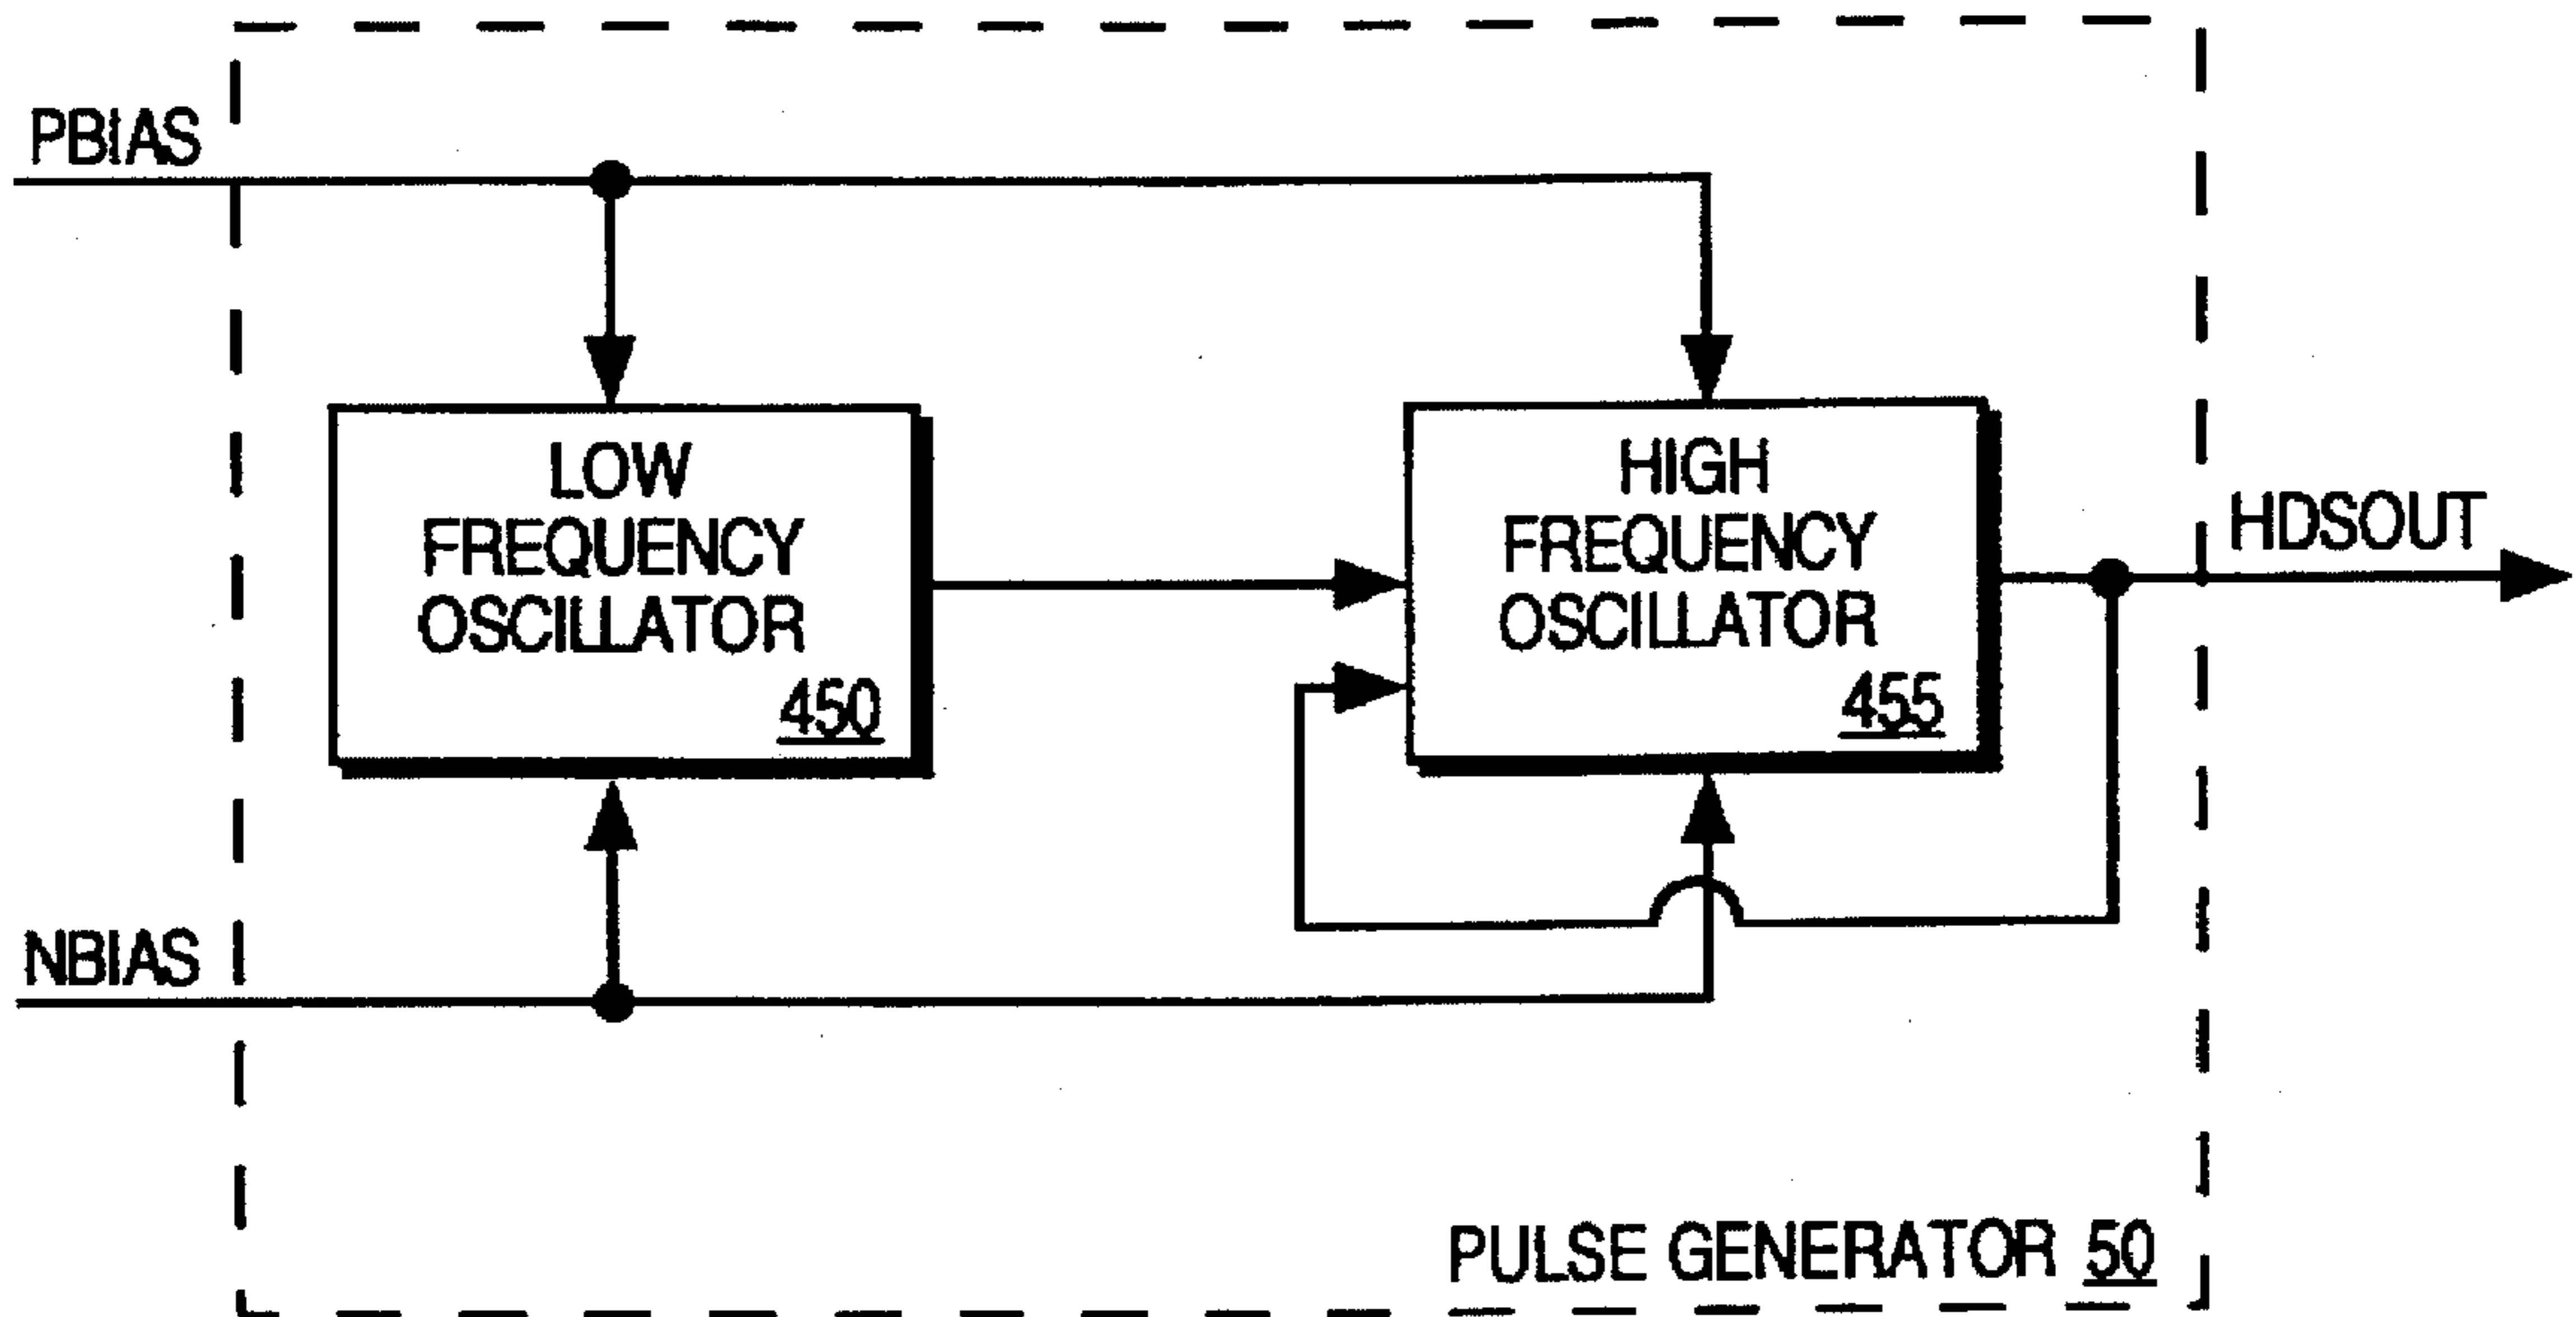 PBIAS
LOW
FREQUENCY
OSCILLATOR
450
HIGH
FREQUENCY
OSCILLATOR
455
HDSOUT
NBIAS
PULSE GENERATOR 50